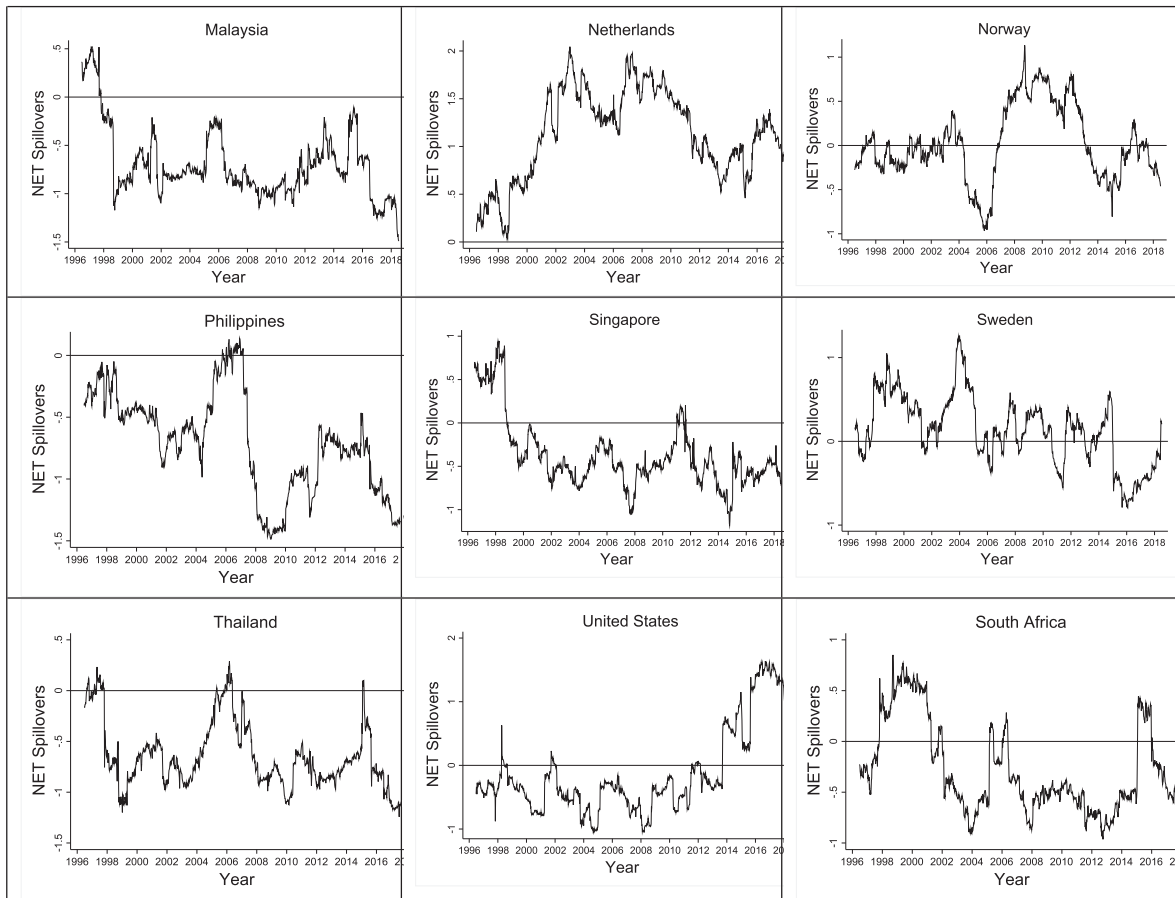 Malaysia
NET Spillovers
.5
0
-.5
-1
-1.5
1996 1998 2000 2002 2004 2006 2008 2010 2012 2014 2016 2018
Year
Netherlands
NET Spillovers
2
1.5
1
.5
0
1996 1998 2000 2002 2004 2006 2008 2010 2012 2014 2016 20
Year
Norway
NET Spillovers
1
.5
0
-.5
-1
1996 1998 2000 2002 2004 2006 2008 2010 2012 2014 2016 2018
Year
Philippines
NET Spillovers
0
-.5
-1
-1.5
1996 1998 2000 2002 2004 2006 2008 2010 2012 2014 2016 2
Year
Singapore
NET Spillovers
1
.5
0
-.5
-1
1996 1998 2000 2002 2004 2006 2008 2010 2012 2014 2016 2018
Year
Sweden
NET Spillovers
1
0
-1
1996 1998 2000 2002 2004 2006 2008 2010 2012 2014 2016 2018
Year
Thailand
NET Spillovers
.5
0
-.5
-1
-1.5
1996 1998 2000 2002 2004 2006 2008 2010 2012 2014 2016 20
Year
United States
NET Spillovers
2
1
0
-1
1996 1998 2000 2002 2004 2006 2008 2010 2012 2014 2016 20
Year
South Africa
NET Spillovers
1
.5
0
-.5
-1
1996 1998 2000 2002 2004 2006 2008 2010 2012 2014 2016 2
Year